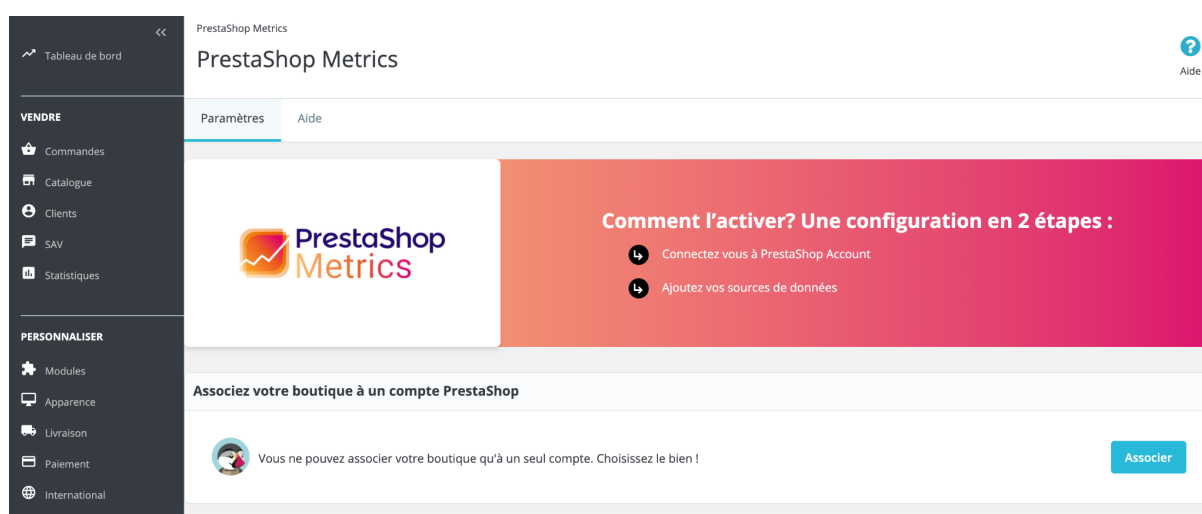 <<
Tableau de bord
VENDRE
Commandes
Catalogue
Clients
SAV
Statistiques
PERSONNALISER
Modules
Apparence
Livraison
Paiement
International
PrestaShop Metrics
PrestaShop Metrics
Aide
Paramètres Aide
PrestaShop
Metrics
Comment l’activer? Une configuration en 2 étapes :
Connectez vous à PrestaShop Account
Ajoutez vos sources de données
Associez votre boutique à un compte PrestaShop
Vous ne pouvez associer votre boutique qu'à un seul compte. Choisissez le bien !
Associer